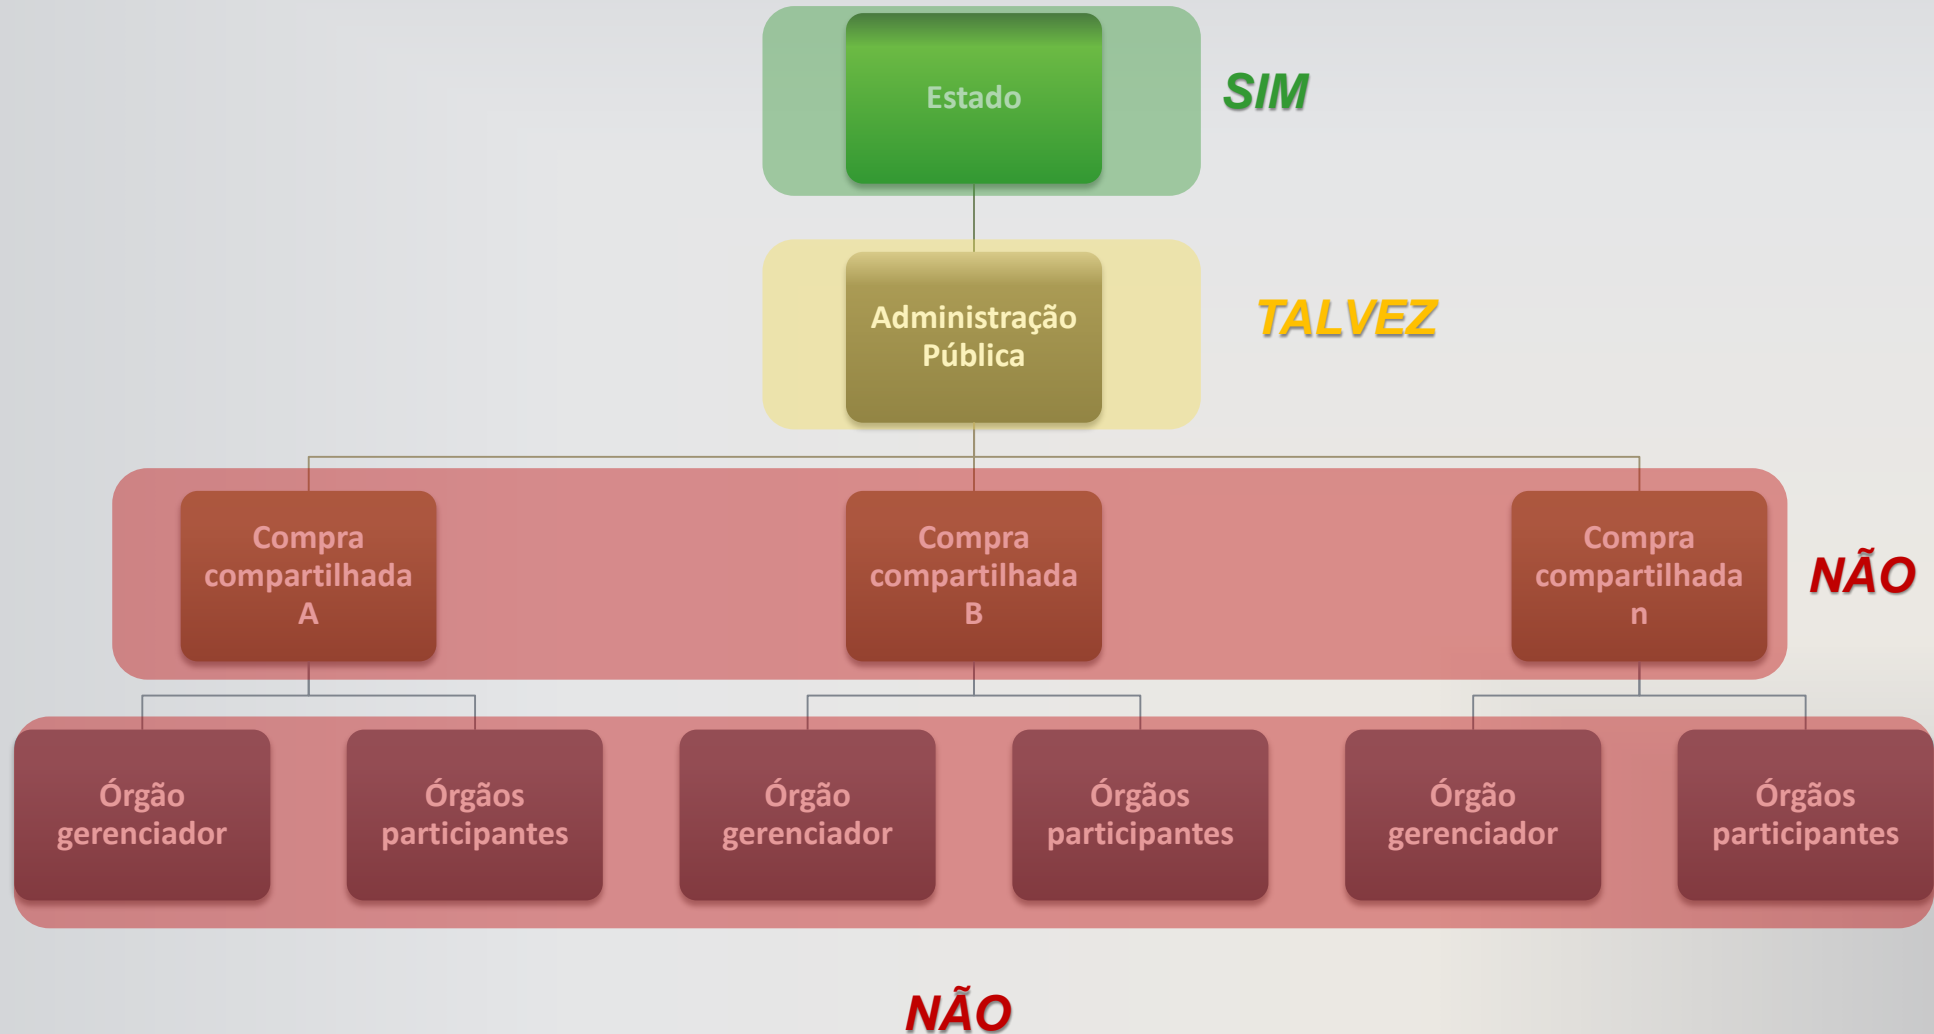 Estado
SIM
Administração
Pública
TALVEZ
Compra
compartilhada
A
Compra
compartilhada
B
Compra
compartilhada
n
NÃO
Órgão
gerenciador
Órgãos
participantes
Órgão
gerenciador
Órgãos
participantes
Órgão
gerenciador
Órgãos
participantes
NÃO